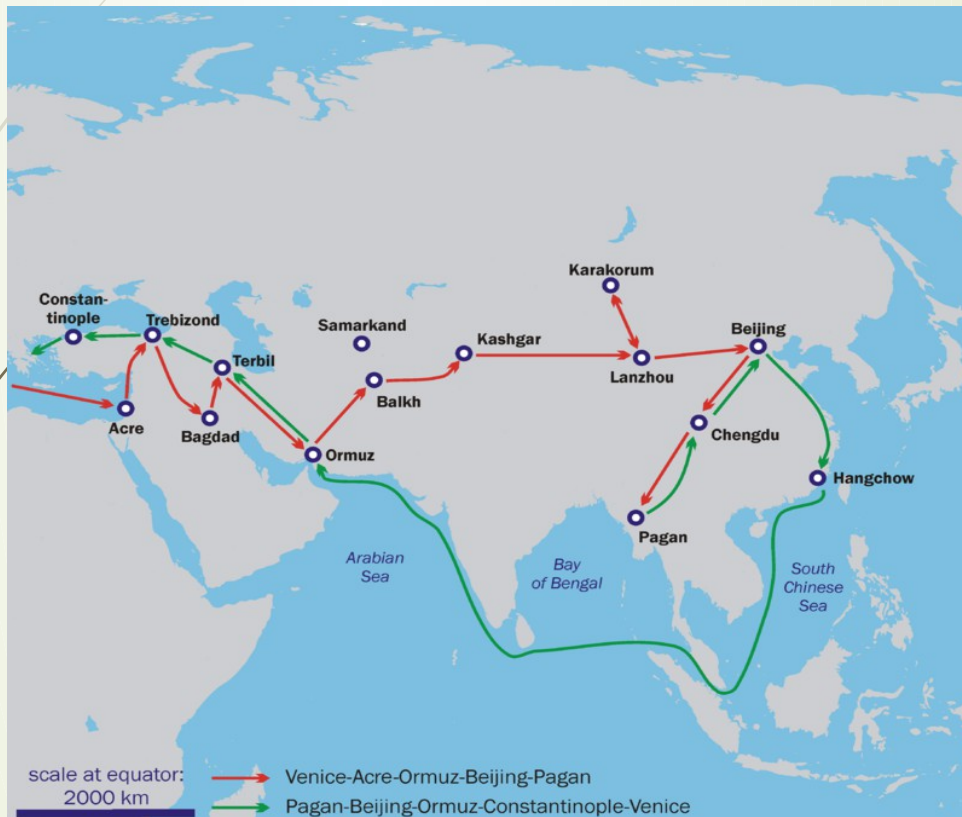 Karakorum
Constan-
tinople
Trebizond
Samarkand
Kashgar
Beijing
Terbil
Lanzhou
Balkh
Acre
Bagdad
Chengdu
Ormuz
Hangchow
Pagan
Arabian
Sea
Bay
of Bengal
South
Chinese
Sea
scale at equator:
2000 km
Venice-Acre-Ormuz-Beijing-Pagan
Pagan-Beijing-Ormuz-Constantinople-Venice